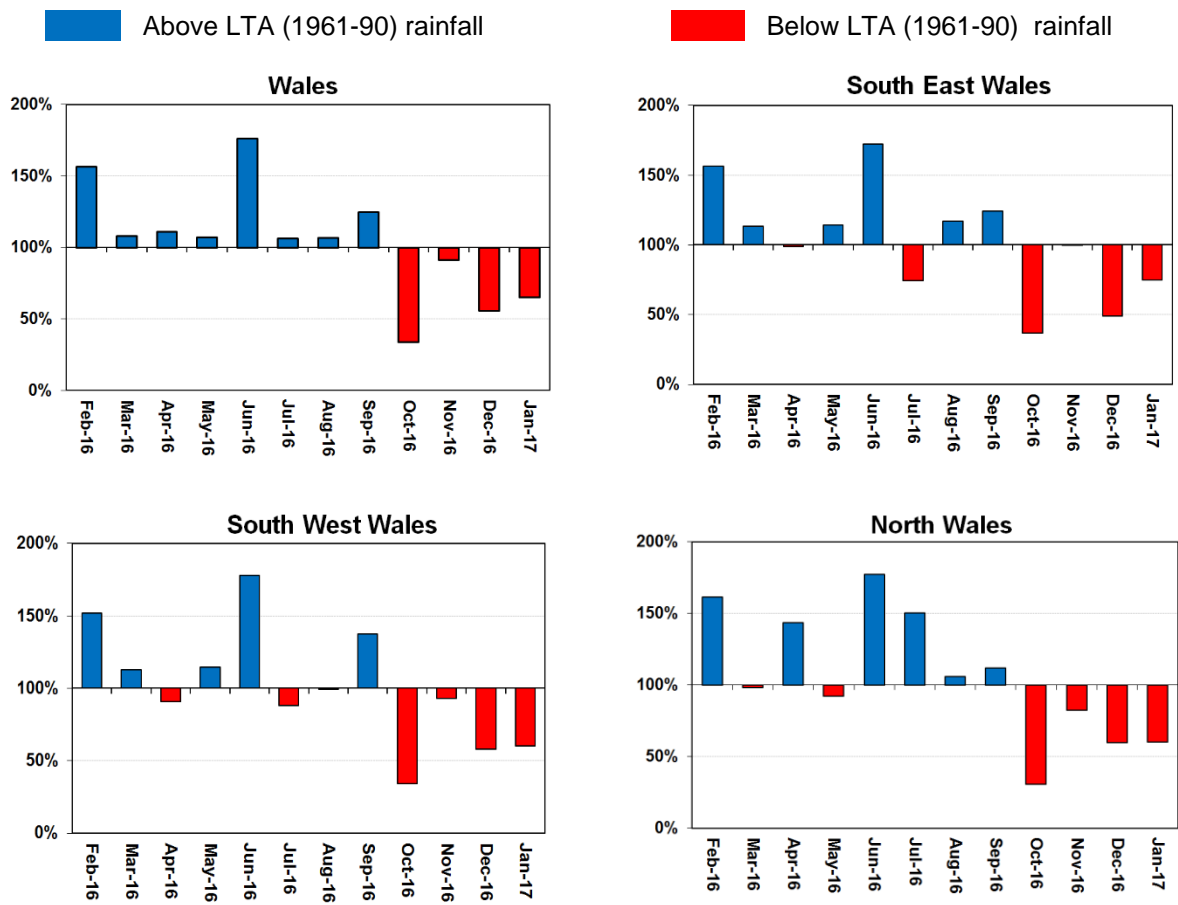 Above LTA (1961-90) rainfall
Below LTA (1961-90) rainfall
Wales
200%
150%
100%
50%
0%
Feb-16
Mar-16
Apr-16
May-16
Jun-16
Jul-16
Aug-16
Sep-16
Oct-16
Nov-16
Dec-16
Jan-17
South East Wales
200%
150%
100%
50%
0%
Feb-16
Mar-16
Apr-16
May-16
Jun-16
Jul-16
Aug-16
Sep-16
Oct-16
Nov-16
Dec-16
Jan-17
South West Wales
200%
150%
100%
50%
0%
Feb-16
Mar-16
Apr-16
May-16
Jun-16
Jul-16
Aug-16
Sep-16
Oct-16
Nov-16
Dec-16
Jan-17
North Wales
200%
150%
100%
50%
0%
Feb-16
Mar-16
Apr-16
May-16
Jun-16
Jul-16
Aug-16
Sep-16
Oct-16
Nov-16
Dec-16
Jan-17